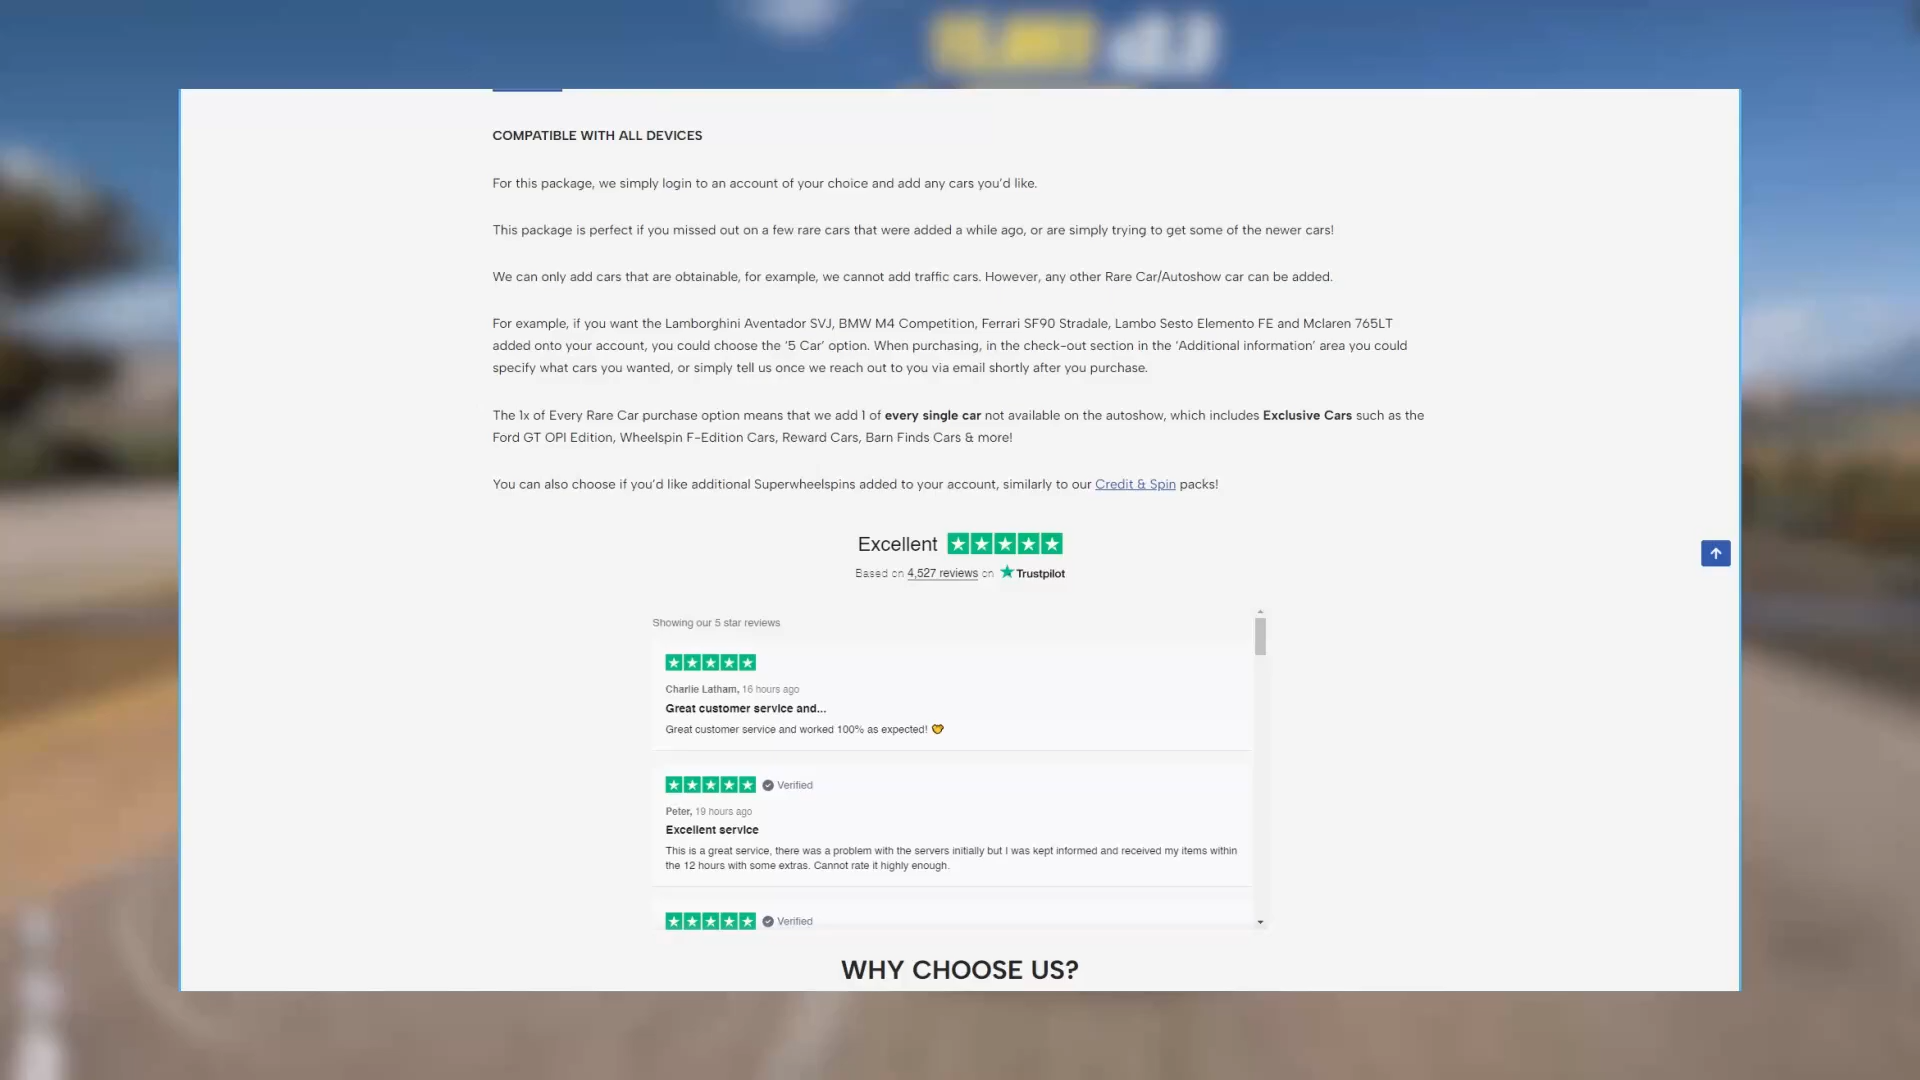 COMPATIBLE WITH ALL DEVICES
For this package, we simply login to an account of your choice and add any cars you'd like.
This package is perfect if you missed out on a few rare cars that were added a while ago, or are simply trying to get some of the newer cars!
We can only add cars that are obtainable, for example, we cannot add traffic cars. However, any other Rare Car/Autoshow car can be added.
For example, if you want the Lamborghini Aventador SVJ, BMW M4 Competition, Ferrari SF90 Stradale, Lambo Sesto Elemento FE and Mclaren 765LT
added onto your account, you could choose the '5 Car' option. When purchasing, in the check-out section in the 'Additional information' area you could
specify what cars you wanted, or simply tell us once we reach out to you via email shortly after you purchase.
The 1x of Every Rare Car purchase option means that we add 1 of every single car not available on the autoshow, which includes Exclusive Cars such as the
Ford GT OPI Edition, Wheelspin F-Edition Cars, Reward Cars, Barn Finds Cars & more!
You can also choose if you'd like additional Superwheelspins added to your account, similarly to our Credit & Spin packs!
Excellent
Based on 4,527 reviews on Trustpilot
Showing our 5 star reviews
Charlie Latham, 16 hours ago
Great customer service and...
Great customer service and worked 100% as expected!
Verified
Peter, 19 hours ago
Excellent service
This is a great service, there was a problem with the servers initially but I was kept informed and received my items within
the 12 hours with some extras. Cannot rate it highly enough.
Verified
WHY CHOOSE US?